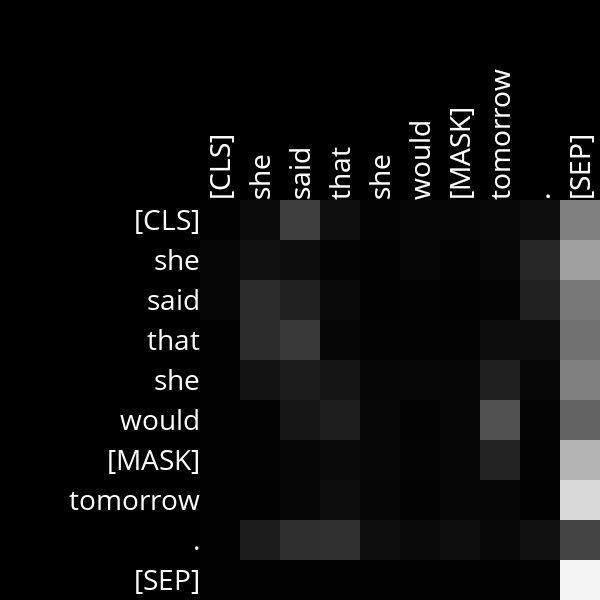 [CLS] she said that she would [MASK] tomorrow . [SEP]
[CLS]
she
said
that
she
would
[MASK]
tomorrow
.
[SEP]